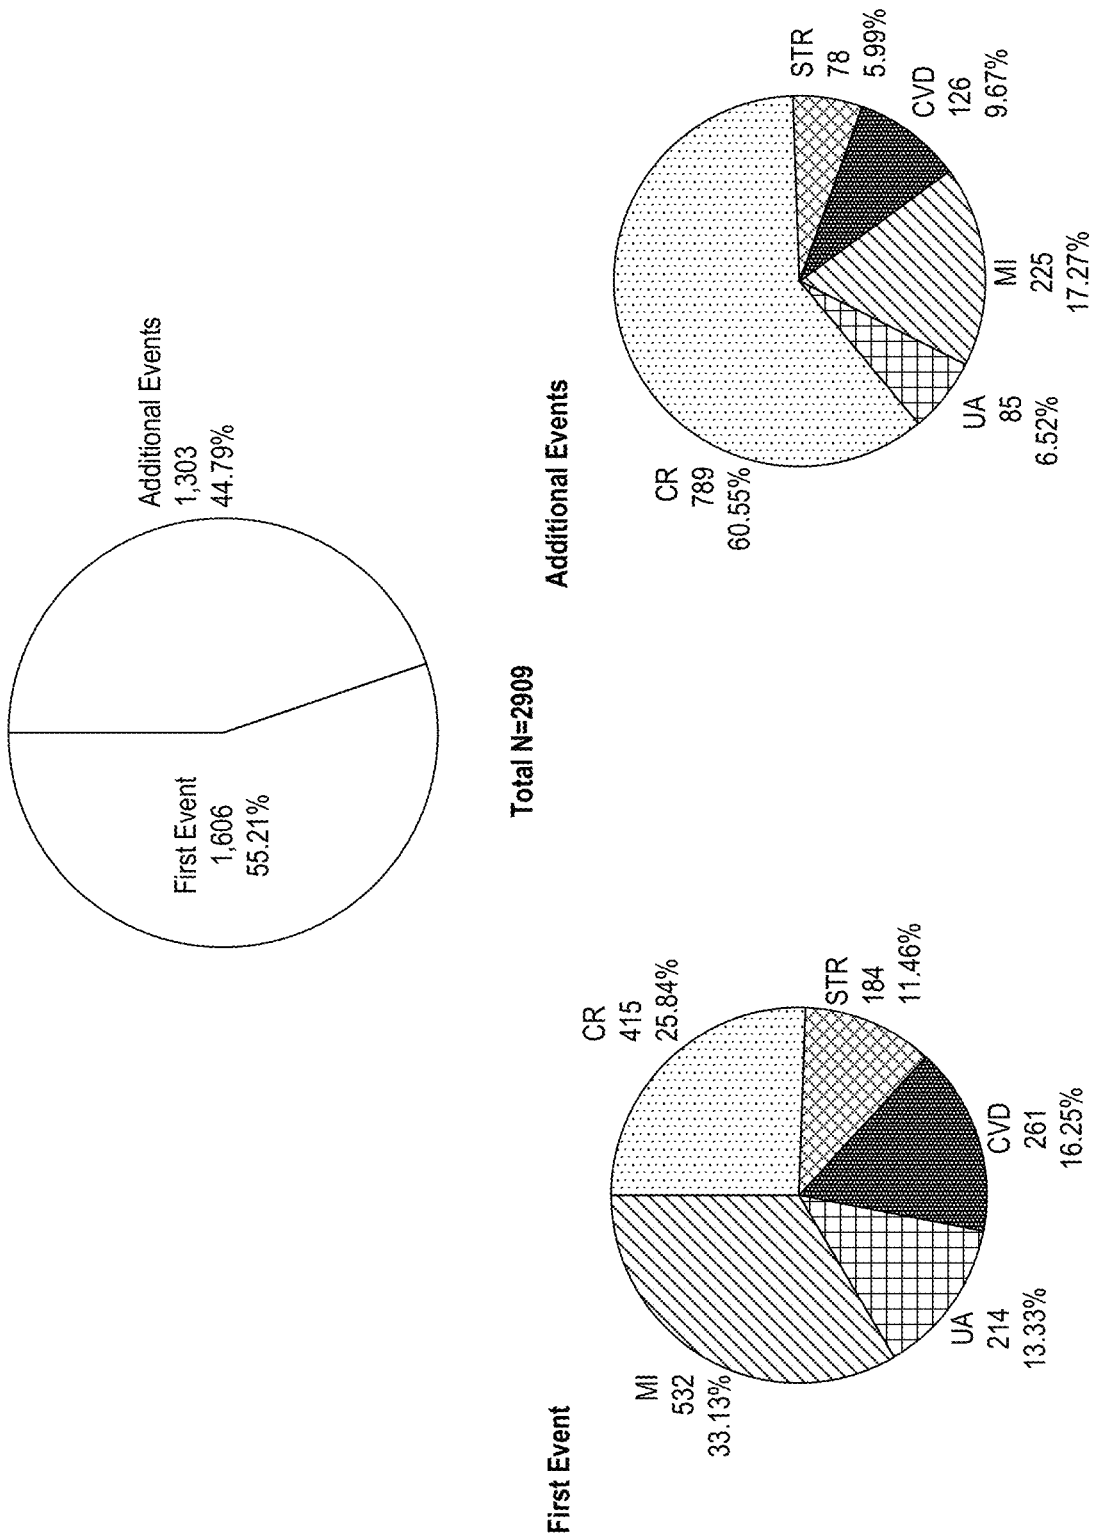 First Event
1,606
55.21%
Additional Events
1,303
44.79%
Total N=2909
First Event
CR
415
25.84%
STR
184
11.46%
CVD
261
16.25%
UA
214
13.33%
MI
532
33.13%
Additional Events
CR
789
60.55%
STR
78
5.99%
CVD
126
9.67%
MI
225
17.27%
UA
85
6.52%